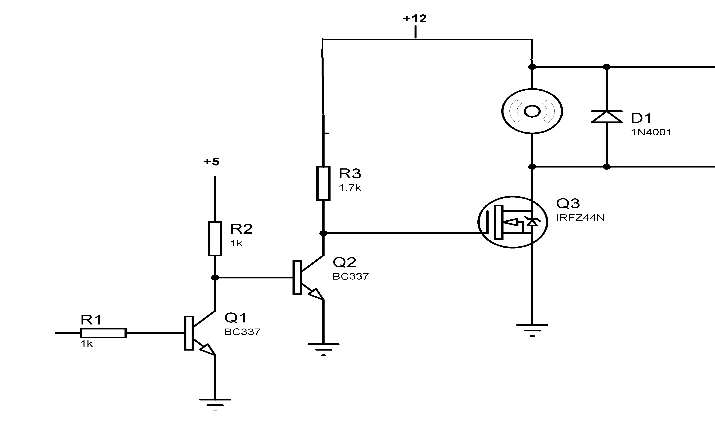 +12
D1
1N4001
+5
R3
1.7k
Q3
IRFZ44N
R2
1k
Q2
BC337
R1
1k
Q1
BC337